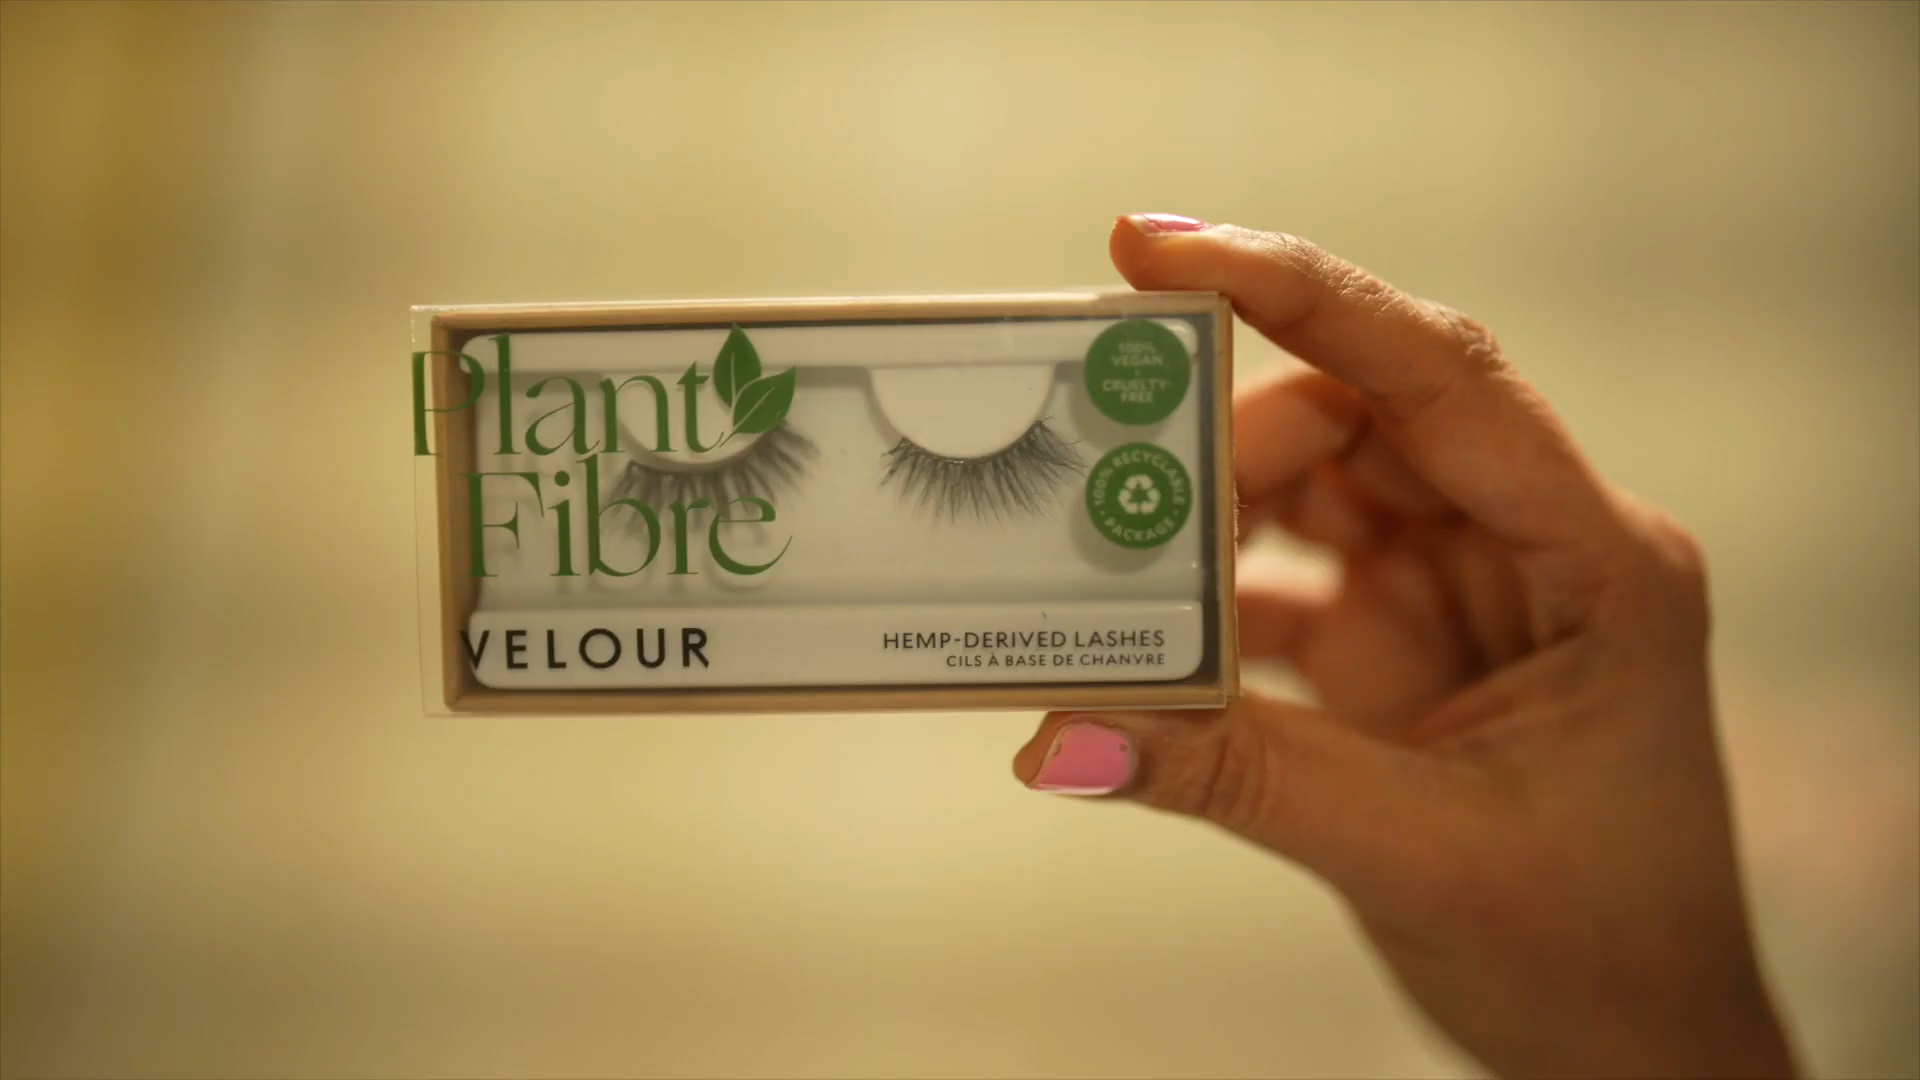 Plant
Fibre
VELOUR
100%
VEGAN
CRUELTY-
FREE
100% RECYCLABLE
PACKAGE
HEMP-DERIVED LASHES
CILS À BASE DE CHANVRE